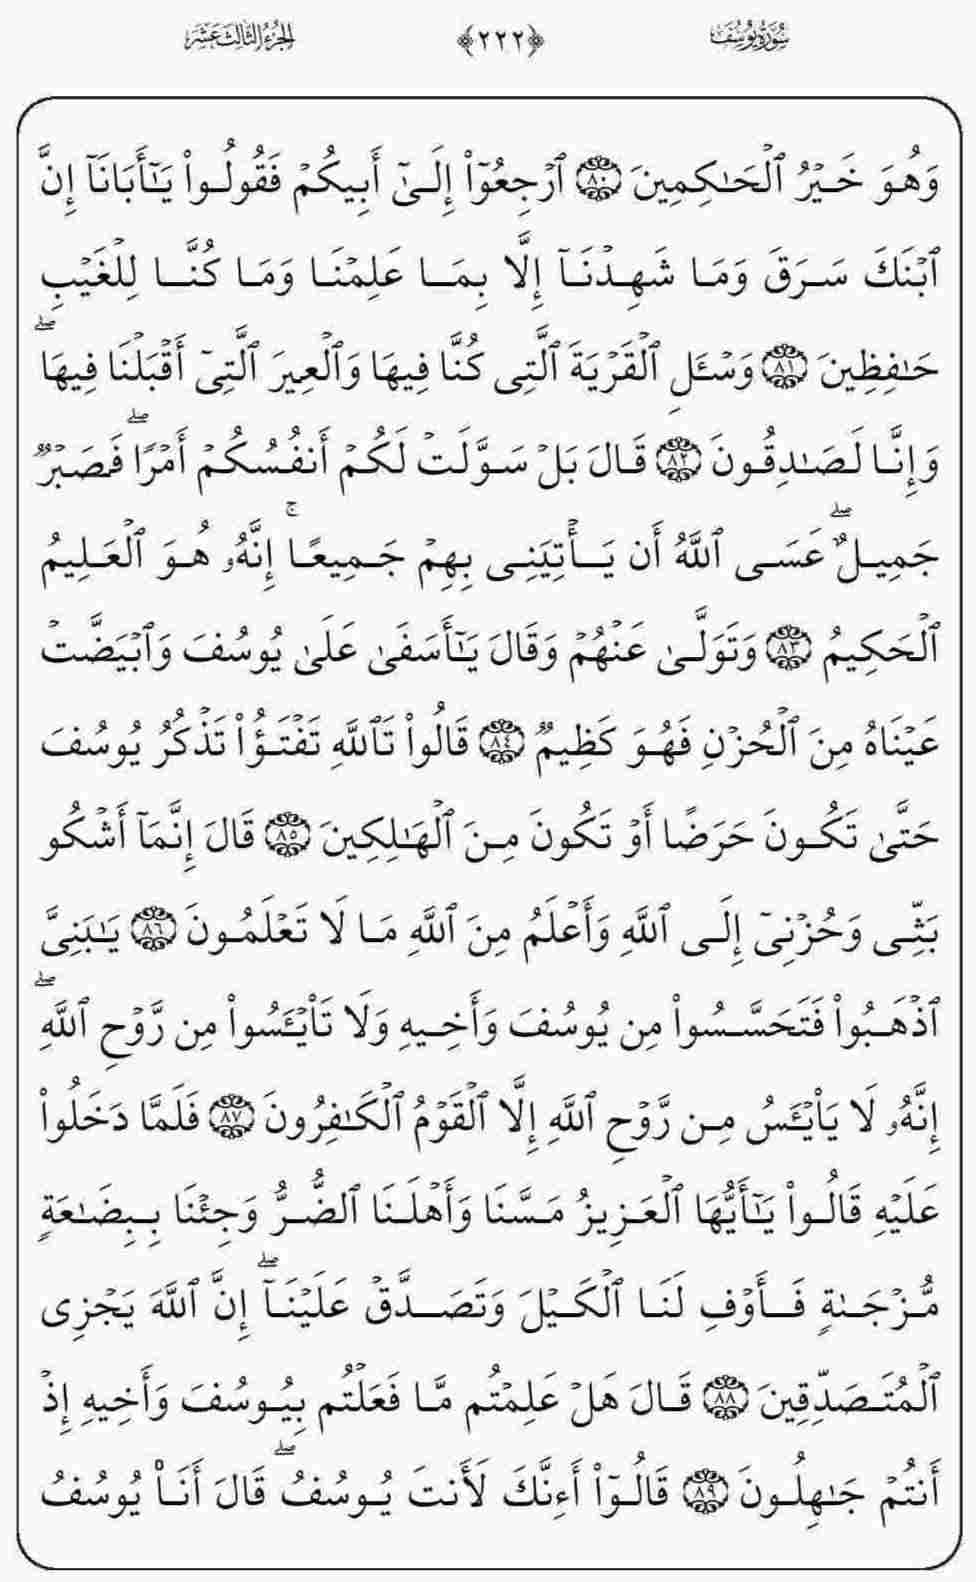 سُورَةُ يُوسُفَ ﴿٢٢٢﴾ الجُزْءُ الثَّالِثَ عَشَرَ
وَهُوَ خَيۡرُ ٱلۡحَٰكِمِينَ ٨٠ ٱرۡجِعُوٓاْ إِلَىٰٓ أَبِيكُمۡ فَقُولُواْ يَٰٓأَبَانَآ إِنَّ
ٱبۡنَكَ سَرَقَ وَمَا شَهِدۡنَآ إِلَّا بِمَا عَلِمۡنَا وَمَا كُنَّا لِلۡغَيۡبِ
حَٰفِظِينَ ٨١ وَسۡـَٔلِ ٱلۡقَرۡيَةَ ٱلَّتِى كُنَّا فِيهَا وَٱلۡعِيرَ ٱلَّتِىٓ أَقۡبَلۡنَا فِيهَاۖ
وَإِنَّا لَصَٰدِقُونَ ٨٢ قَالَ بَلۡ سَوَّلَتۡ لَكُمۡ أَنفُسُكُمۡ أَمۡرٗاۖ فَصَبۡرٞ
جَمِيلٌۖ عَسَى ٱللَّهُ أَن يَأۡتِيَنِى بِهِمۡ جَمِيعًاۚ إِنَّهُۥ هُوَ ٱلۡعَلِيمُ
ٱلۡحَكِيمُ ٨٣ وَتَوَلَّىٰ عَنۡهُمۡ وَقَالَ يَٰٓأَسَفَىٰ عَلَىٰ يُوسُفَ وَٱبۡيَضَّتۡ
عَيۡنَاهُ مِنَ ٱلۡحُزۡنِ فَهُوَ كَظِيمٞ ٨٤ قَالُواْ تَٱللَّهِ تَفۡتَؤُاْ تَذۡكُرُ يُوسُفَ
حَتَّىٰ تَكُونَ حَرَضًا أَوۡ تَكُونَ مِنَ ٱلۡهَٰلِكِينَ ٨٥ قَالَ إِنَّمَآ أَشۡكُو
بَثِّى وَحُزۡنِىٓ إِلَى ٱللَّهِ وَأَعۡلَمُ مِنَ ٱللَّهِ مَا لَا تَعۡلَمُونَ ٨٦ يَٰبَنِىَّ
ٱذۡهَبُواْ فَتَحَسَّسُواْ مِن يُوسُفَ وَأَخِيهِ وَلَا تَاْيۡـَٔسُواْ مِن رَّوۡحِ ٱللَّهِۖ
إِنَّهُۥ لَا يَاْيۡـَٔسُ مِن رَّوۡحِ ٱللَّهِ إِلَّا ٱلۡقَوۡمُ ٱلۡكَٰفِرُونَ ٨٧ فَلَمَّا دَخَلُواْ
عَلَيۡهِ قَالُواْ يَٰٓأَيُّهَا ٱلۡعَزِيزُ مَسَّنَا وَأَهۡلَنَا ٱلضُّرُّ وَجِئۡنَا بِبِضَٰعَةٖ
مُّزۡجَىٰةٖ فَأَوۡفِ لَنَا ٱلۡكَيۡلَ وَتَصَدَّقۡ عَلَيۡنَآۖ إِنَّ ٱللَّهَ يَجۡزِى
ٱلۡمُتَصَدِّقِينَ ٨٨ قَالَ هَلۡ عَلِمۡتُم مَّا فَعَلۡتُم بِيُوسُفَ وَأَخِيهِ إِذۡ
أَنتُمۡ جَٰهِلُونَ ٨٩ قَالُوٓاْ أَءِنَّكَ لَأَنتَ يُوسُفُۖ قَالَ أَنَا۠ يُوسُفُ